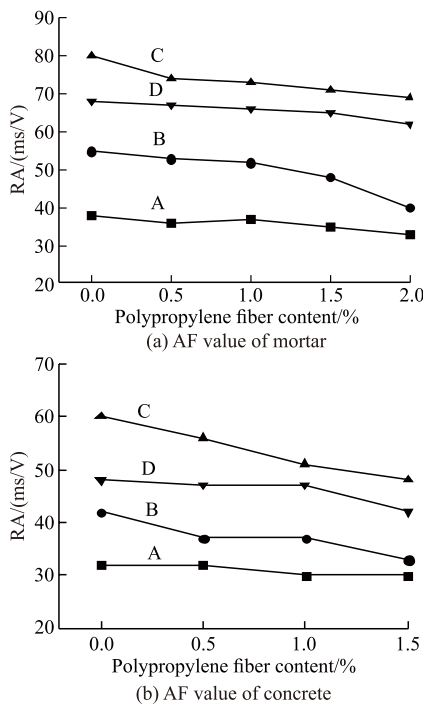 90
80
70
60
50
40
30
20
RA/(ms/V)
C
D
B
A
0.0 0.5 1.0 1.5 2.0
Polypropylene fiber content/%
(a) AF value of mortar
70
60
50
40
30
20
RA/(ms/V)
C
D
B
A
0.0 0.5 1.0 1.5
Polypropylene fiber content/%
(b) AF value of concrete